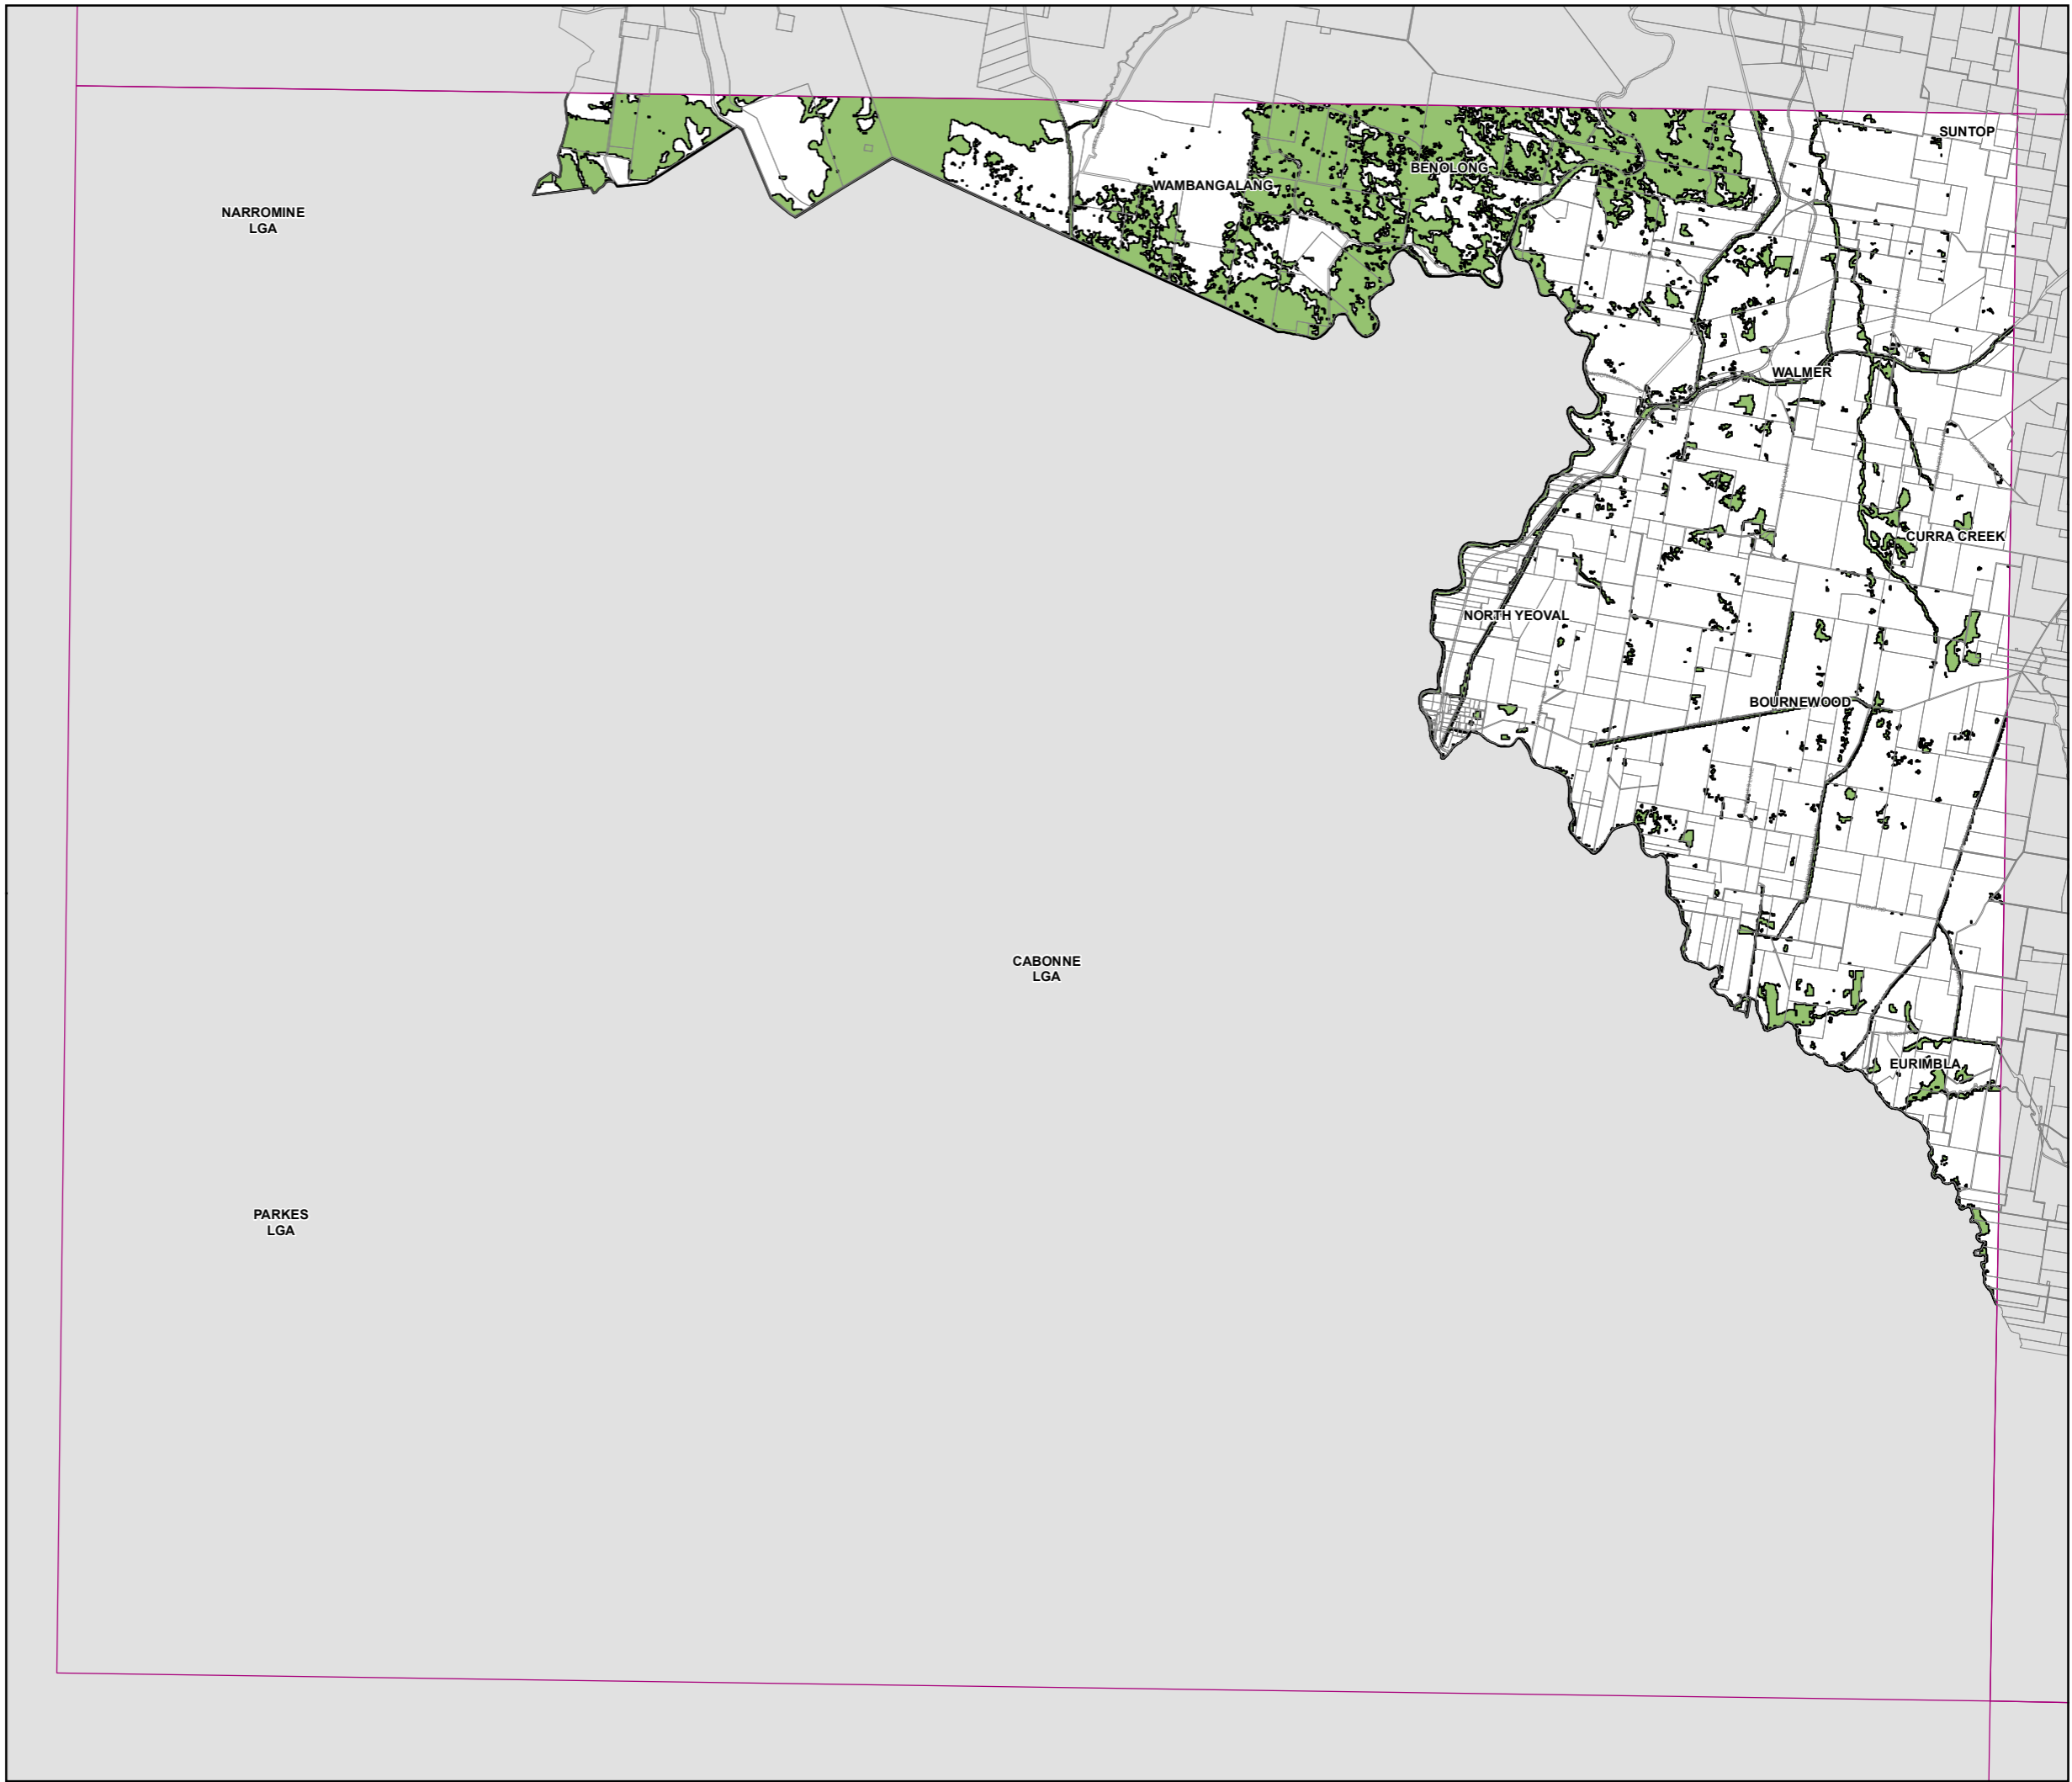 SUNTOP
BENOLONG
WAMBANGALANG
NARROMINE
LGA
WALMER
CURRA CREEK
NORTH YEOVAL
BOURNEWOOD
CABONNE
LGA
EURIMBLA
PARKES
LGA